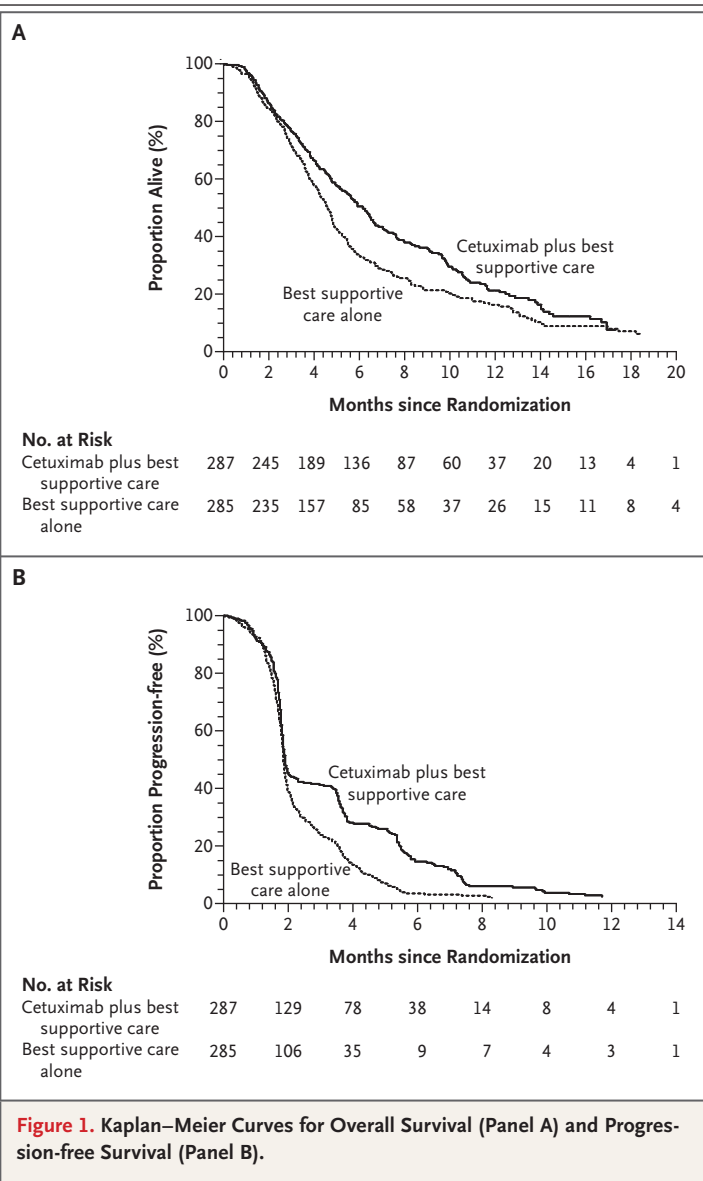 A
100
80
60
40
20
0
Proportion Alive (%)
Cetuximab plus best
supportive care
Best supportive
care alone
0 2 4 6 8 10 12 14 16 18 20
Months since Randomization
No. at Risk
Cetuximab plus best 287 245 189 136 87 60 37 20 13 4 1
supportive care
Best supportive care 285 235 157 85 58 37 26 15 11 8 4
alone
B
100
80
60
40
20
0
Proportion Progression-free (%)
Cetuximab plus best
supportive care
Best supportive
care alone
0 2 4 6 8 10 12 14
Months since Randomization
No. at Risk
Cetuximab plus best 287 129 78 38 14 8 4 1
supportive care
Best supportive care 285 106 35 9 7 4 3 1
alone
Figure 1. Kaplan–Meier Curves for Overall Survival (Panel A) and Progres-
sion-free Survival (Panel B).